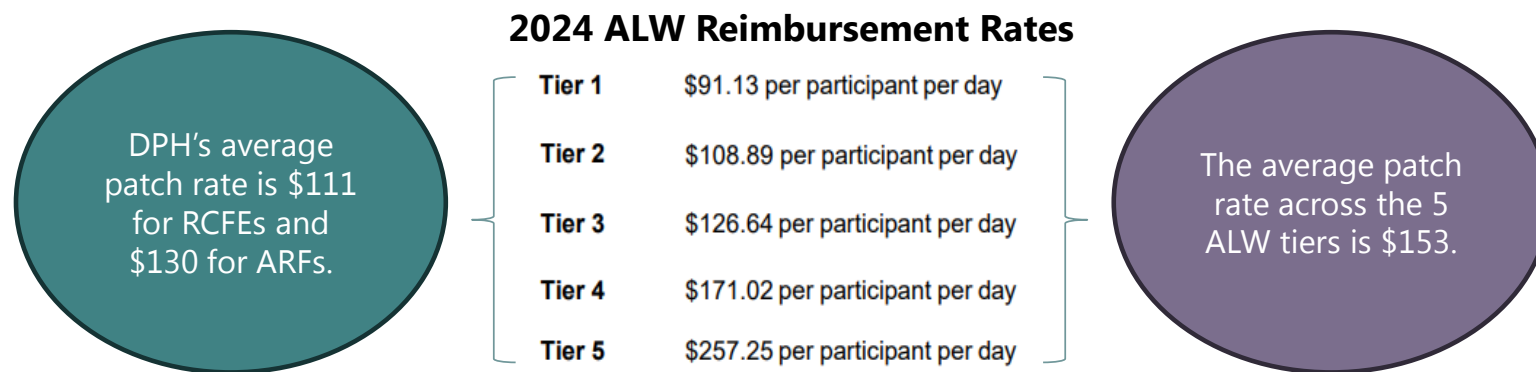 2024 ALW Reimbursement Rates
DPH’s average
patch rate is $111
for RCFEs and
$130 for ARFs.
Tier 1 $91.13 per participant per day
Tier 2 $108.89 per participant per day
Tier 3 $126.64 per participant per day
Tier 4 $171.02 per participant per day
Tier 5 $257.25 per participant per day
The average patch
rate across the 5
ALW tiers is $153.